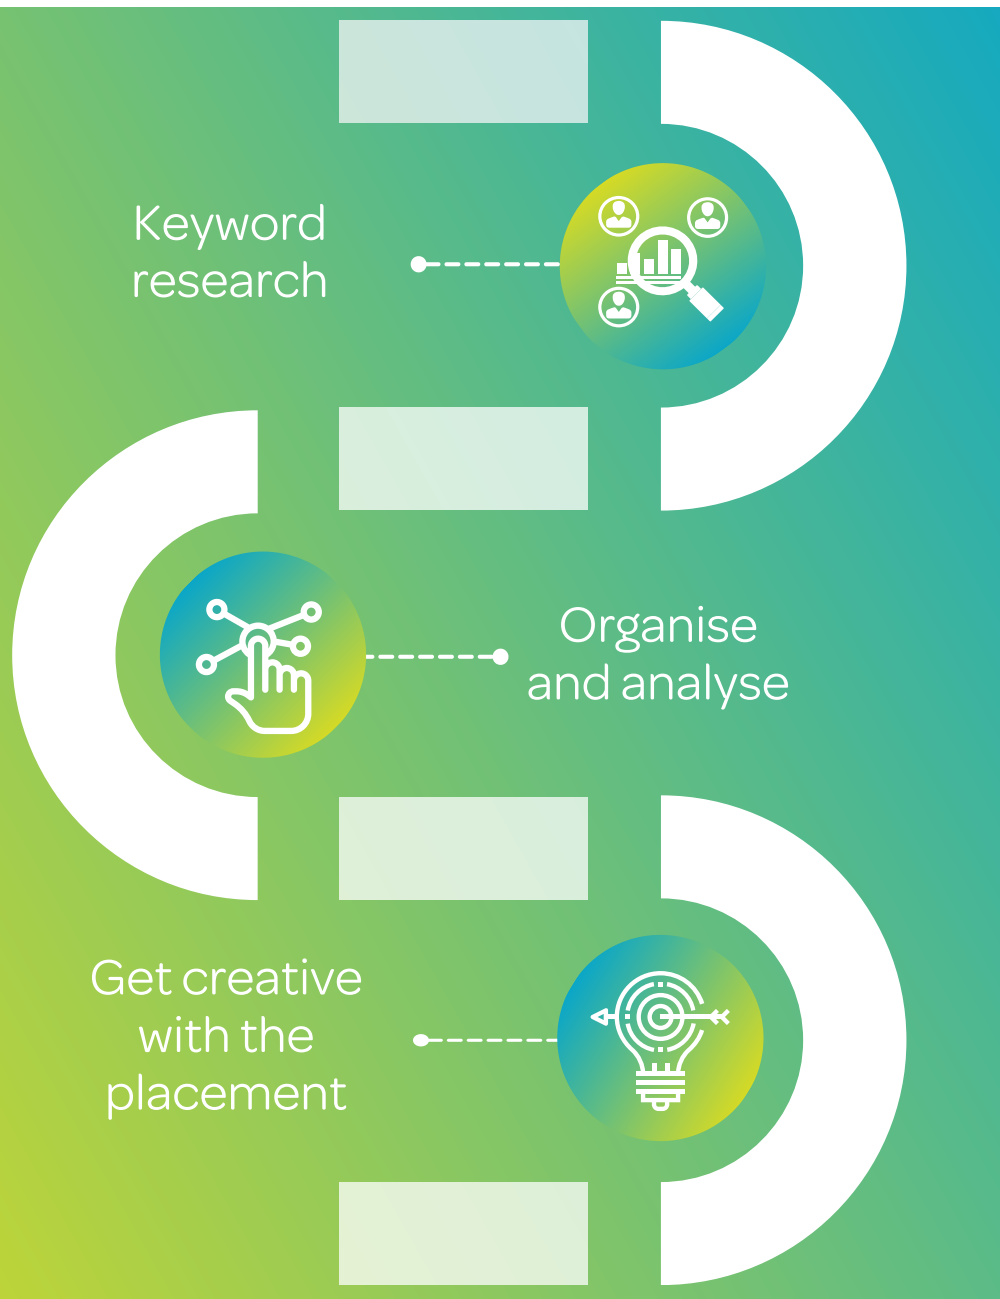 Keyword
research
Organise
and analyse
Get creative
with the
placement